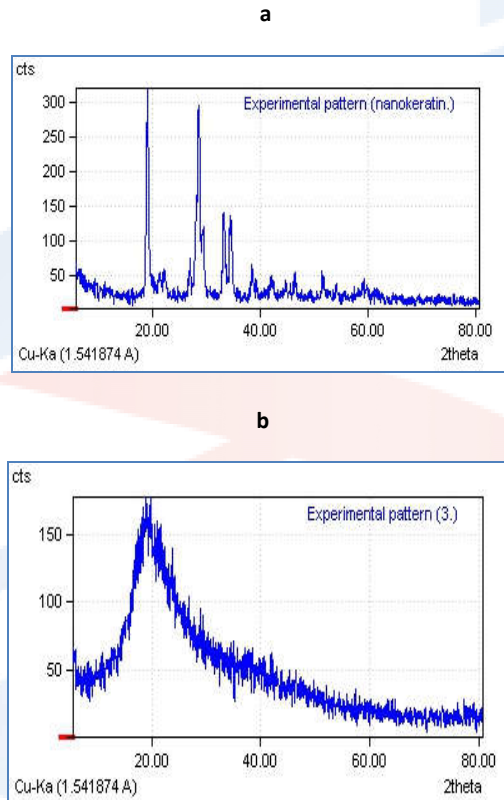 a
cts
Experimental pattern (nanokeratin.)
300
250
200
150
100
50
20.00 40.00 60.00 80.00
Cu-Ka (1.541874 A) 2theta
b
cts
Experimental pattern (3.)
150
100
50
20.00 40.00 60.00 80.00
Cu-Ka (1.541874 A) 2theta